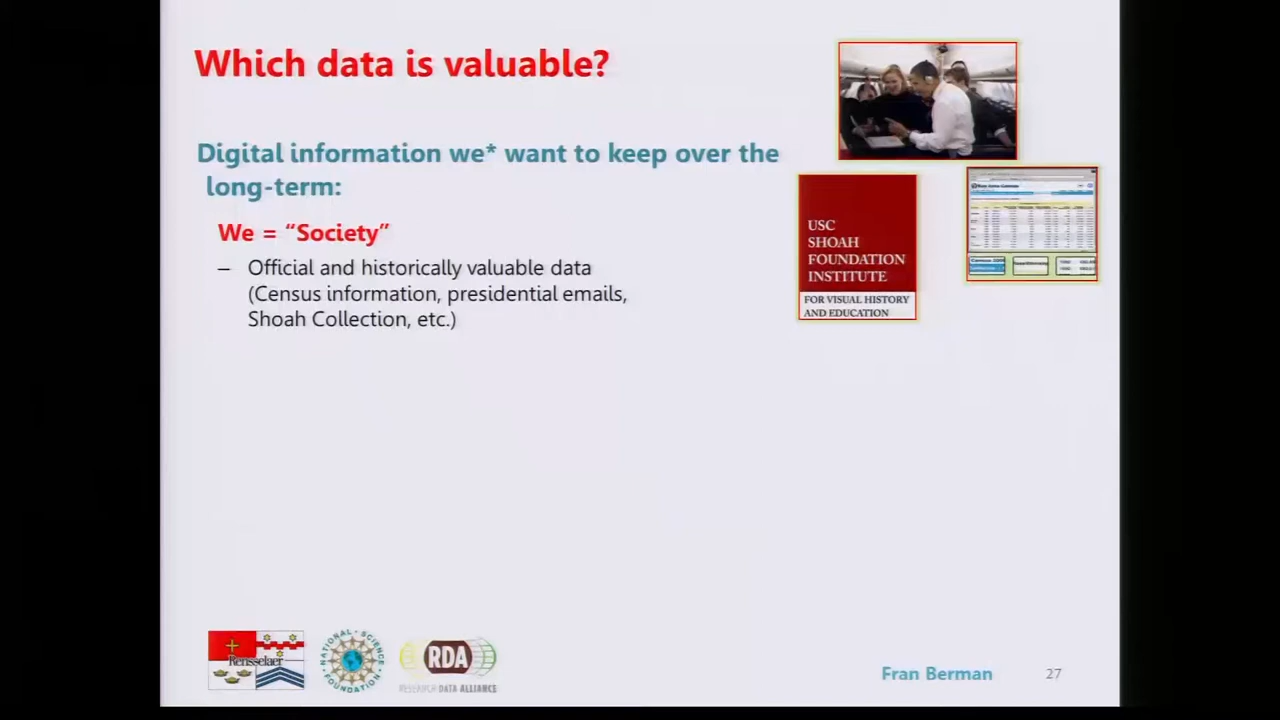 Which data is valuable?
Digital information we* want to keep over the
long-term:
We = “Society”
– Official and historically valuable data
(Census information, presidential emails,
Shoah Collection, etc.)
USC
SHOAH
FOUNDATION
INSTITUTE
FOR VISUAL HISTORY
AND EDUCATION
Rensselaer
NATIONAL SCIENCE FOUNDATION
RDA
RESEARCH DATA ALLIANCE
Fran Berman
27